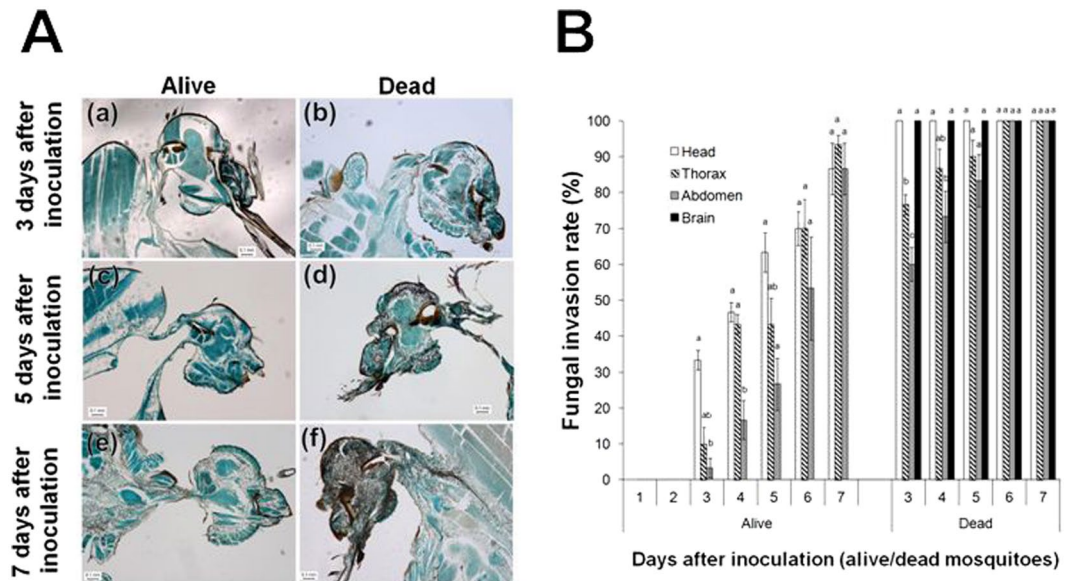 A
B
Alive
Dead
3 days after
inoculation
5 days after
inoculation
7 days after
inoculation
(a)
(b)
(c)
(d)
(e)
(f)
Fungal invasion rate (%)
100
90
80
70
60
50
40
30
20
10
0
Head
Thorax
Abdomen
Brain
a ab b
a a b
a ab a
a a a
a a a
a b c a
a ab b a
a a a a
a a a a
a a a a
1 2 3 4 5 6 7 3 4 5 6 7
Alive Dead
Days after inoculation (alive/dead mosquitoes)